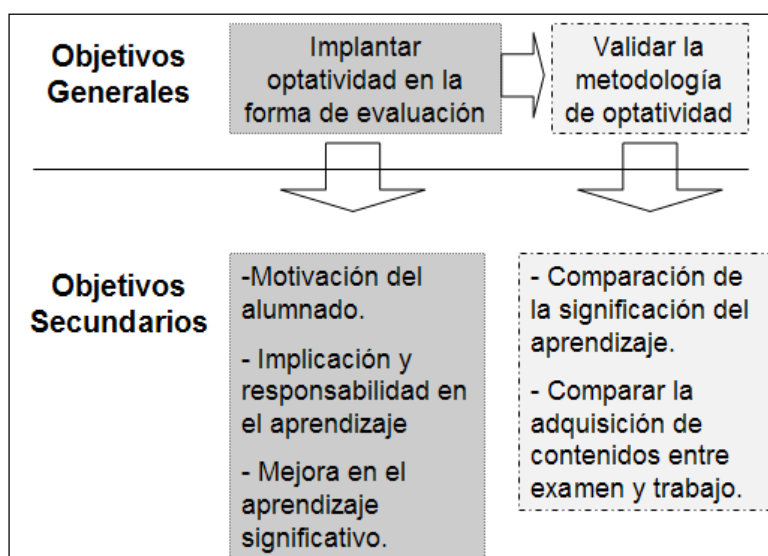 Objetivos
Generales
Implantar
optatividad en la
forma de evaluación
Validar la
metodología
de optatividad
Objetivos
Secundarios
-Motivación del
alumnado.
- Implicación y
responsabilidad en
el aprendizaje
- Mejora en el
aprendizaje
significativo.
- Comparación de
la significación del
aprendizaje.
- Comparar la
adquisición de
contenidos entre
examen y trabajo.